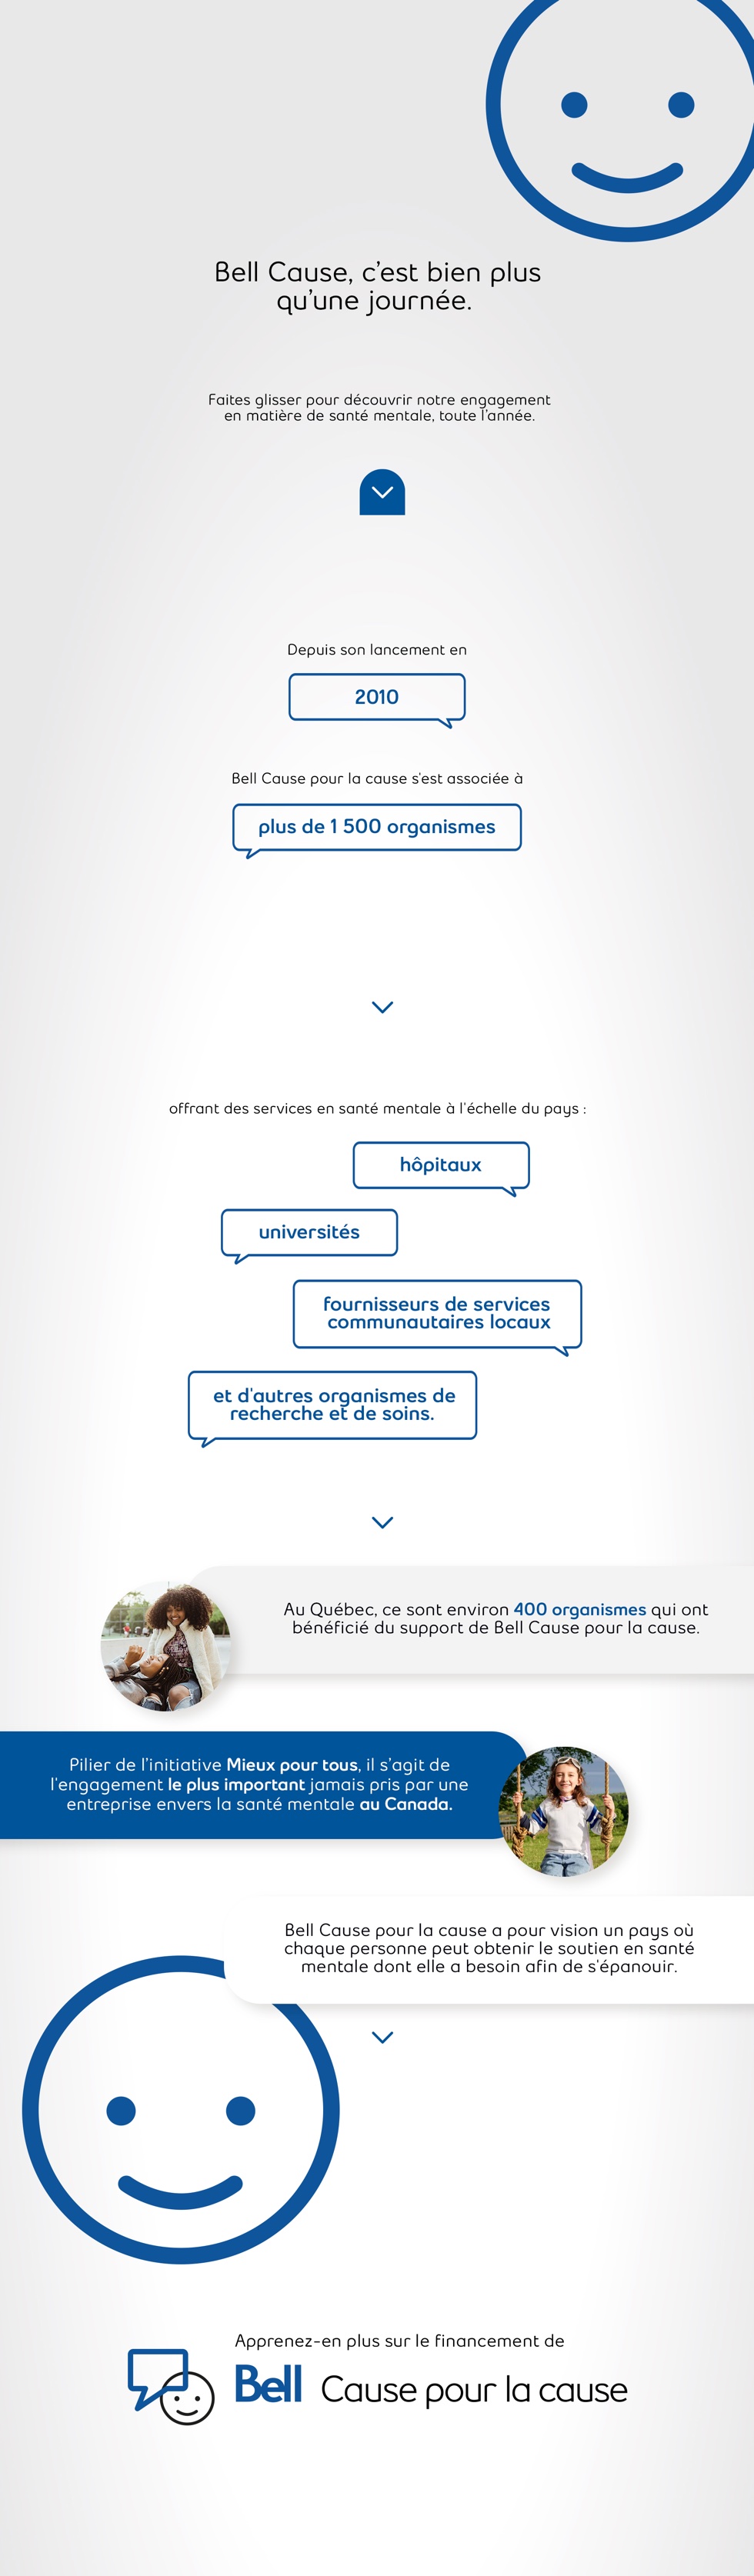 Bell Cause, c’est bien plus
qu’une journée.
Faites glisser pour découvrir notre engagement
en matière de santé mentale, toute l’année.
Depuis son lancement en
2010
Bell Cause pour la cause s'est associée à
plus de 1 500 organismes
offrant des services en santé mentale à l'échelle du pays :
hôpitaux
universités
fournisseurs de services
communautaires locaux
et d'autres organismes de
recherche et de soins.
Au Québec, ce sont environ 400 organismes qui ont
bénéficié du support de Bell Cause pour la cause.
Pilier de l’initiative Mieux pour tous, il s’agit de
l'engagement le plus important jamais pris par une
entreprise envers la santé mentale au Canada.
Bell Cause pour la cause a pour vision un pays où
chaque personne peut obtenir le soutien en santé
mentale dont elle a besoin afin de s'épanouir.
Apprenez-en plus sur le financement de
Bell Cause pour la cause